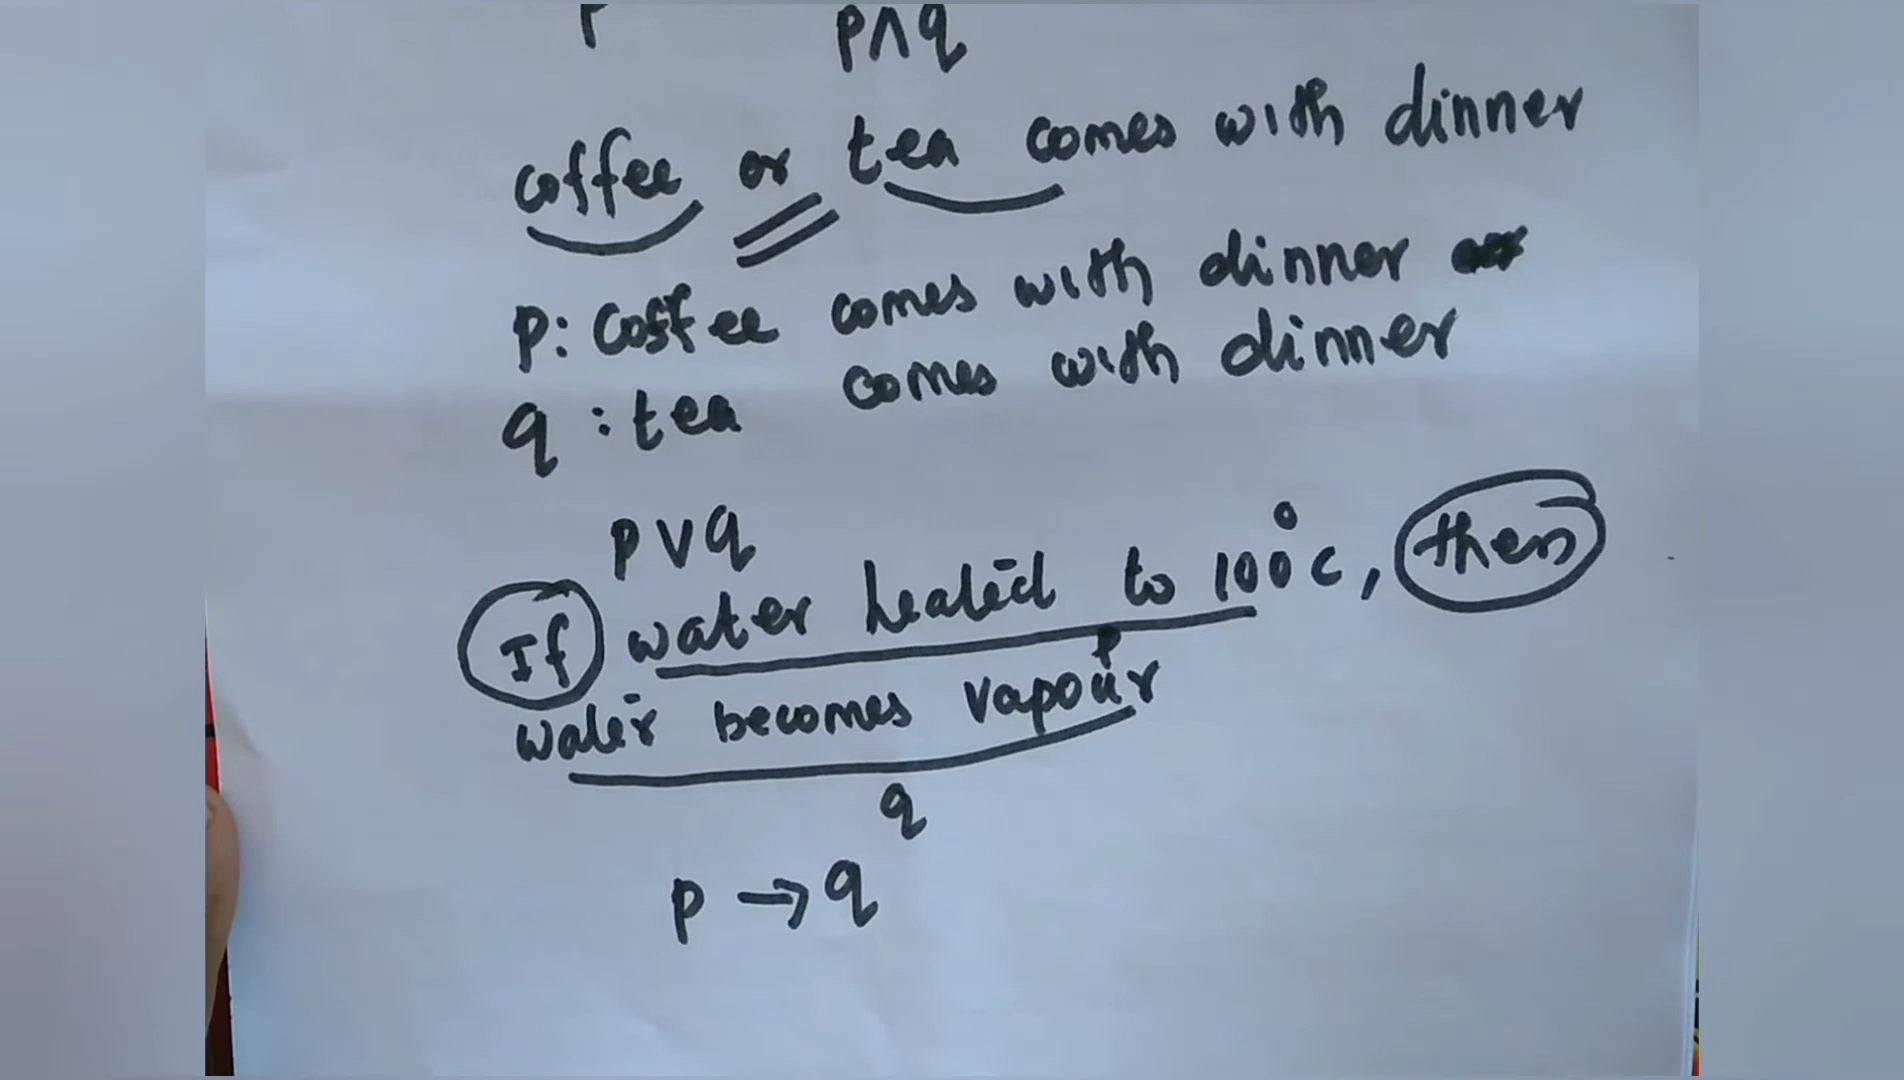 p p∧q
coffee or tea comes with dinner
p: coffee comes with dinner
q : tea comes with dinner
p∨q
If water heated to 100°c, then
p
water becomes vapour
q
p → q